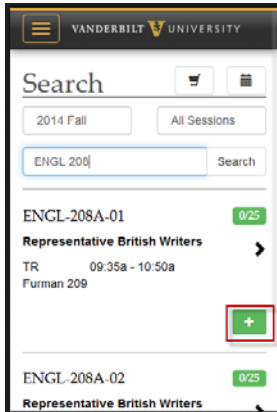 VANDERBILT V UNIVERSITY
Search
2014 Fall All Sessions
ENGL 208 Search
ENGL-208A-01 0/25
Representative British Writers
TR 09:35a - 10:50a
Furman 209
+
ENGL-208A-02 0/25
Representative British Writers